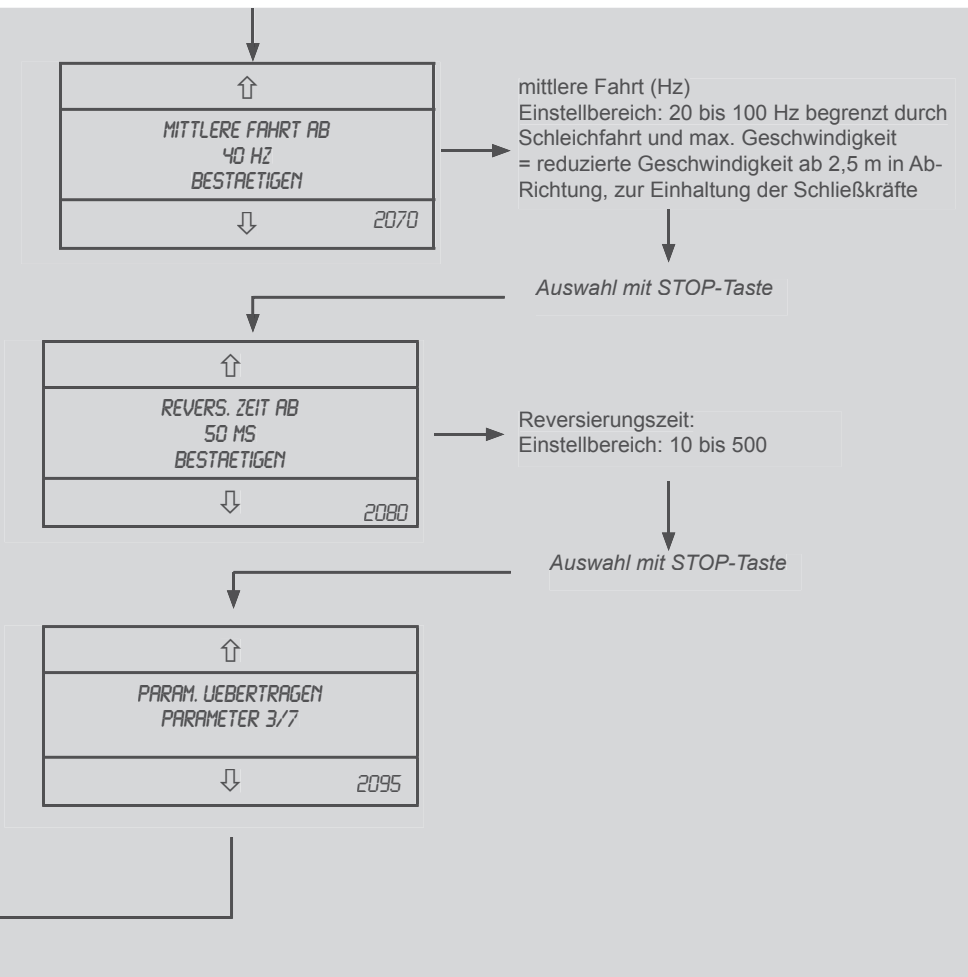 ⇧
MITTLERE FAHRT AB
40 HZ
BESTAETIGEN
⇩ 2070
mittlere Fahrt (Hz)
Einstellbereich: 20 bis 100 Hz begrenzt durch
Schleichfahrt und max. Geschwindigkeit
= reduzierte Geschwindigkeit ab 2,5 m in Ab-
Richtung, zur Einhaltung der Schließkräfte
Auswahl mit STOP-Taste
⇧
REVERS. ZEIT AB
50 MS
BESTAETIGEN
⇩ 2080
Reversierungszeit:
Einstellbereich: 10 bis 500
Auswahl mit STOP-Taste
⇧
PARAM. UEBERTRAGEN
PARAMETER 3/7
⇩ 2095